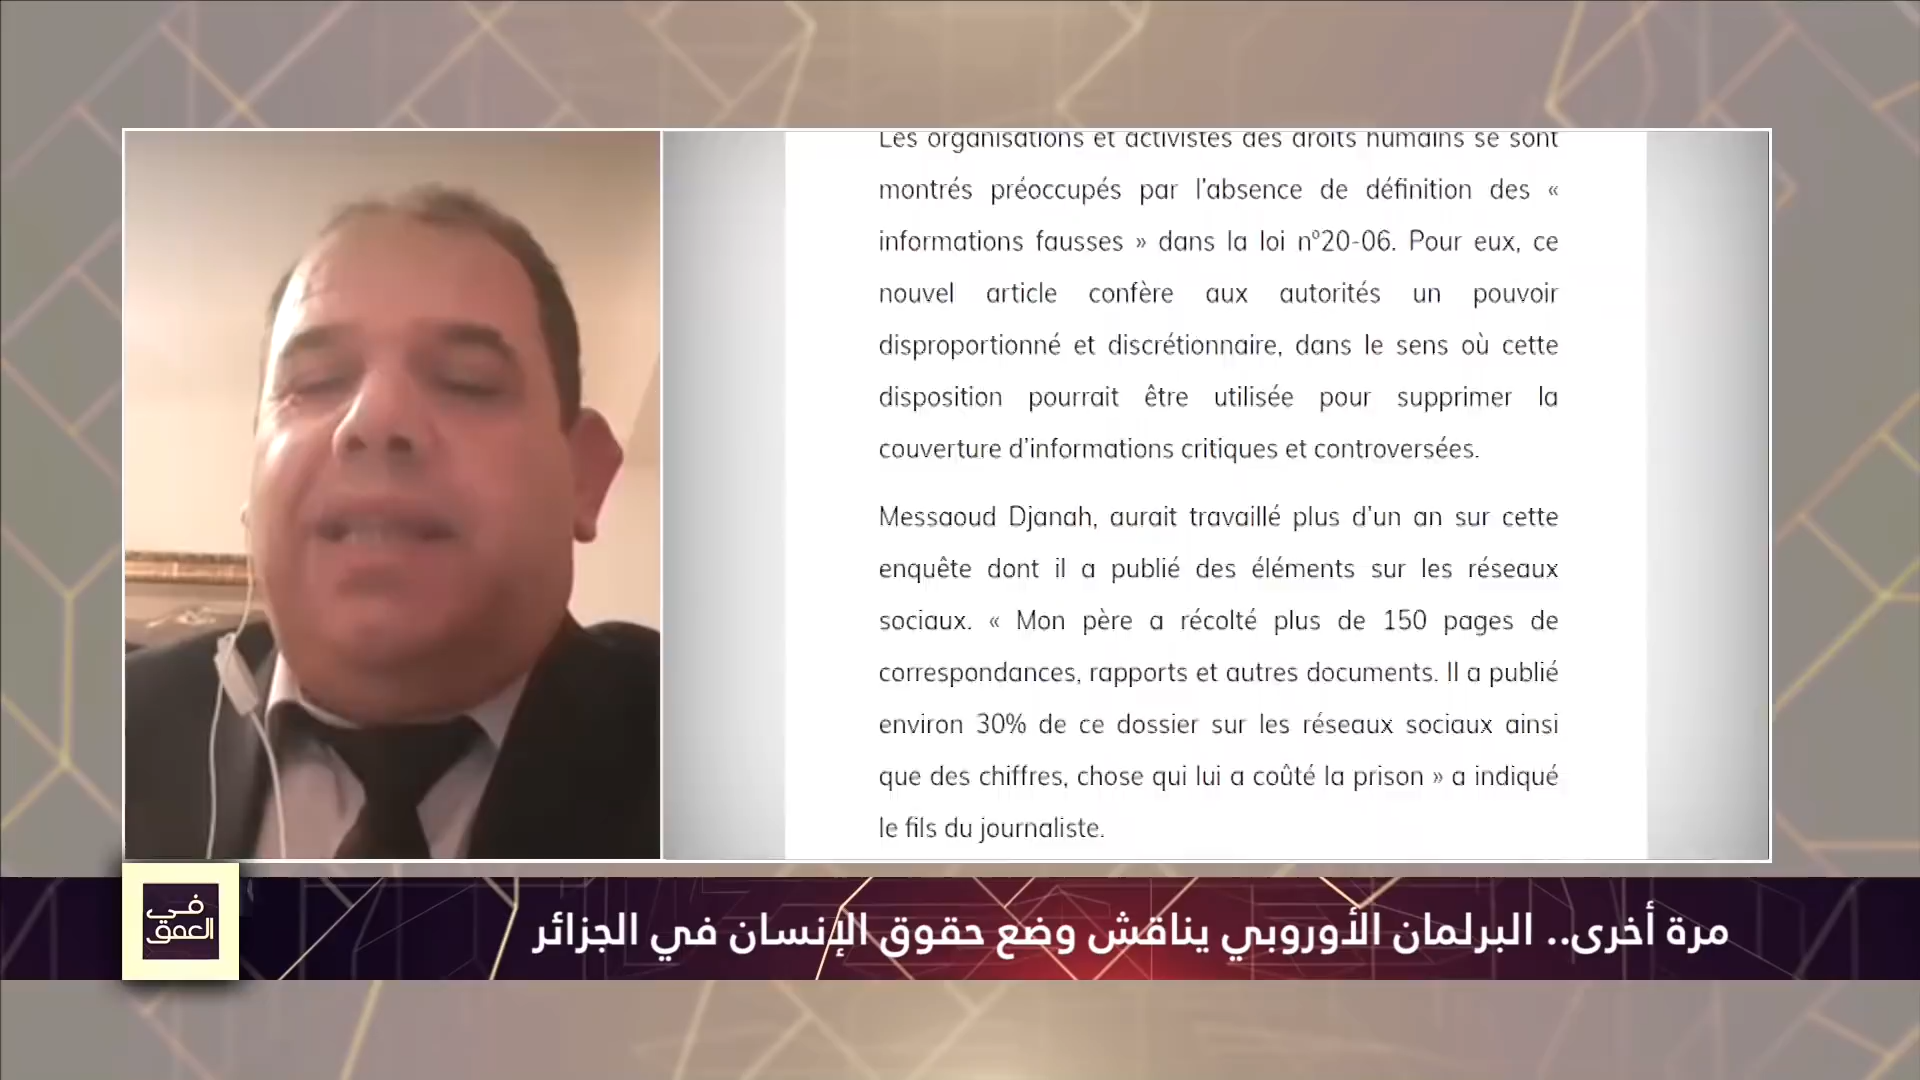 Les organisations et activistes des droits humains se sont
montrés préoccupés par l'absence de définition des «
informations fausses » dans la loi n°20-06. Pour eux, ce
nouvel article confère aux autorités un pouvoir
disproportionné et discrétionnaire, dans le sens où cette
disposition pourrait être utilisée pour supprimer la
couverture d'informations critiques et controversées.
Messaoud Djanah, aurait travaillé plus d'un an sur cette
enquête dont il a publié des éléments sur les réseaux
sociaux. « Mon père a récolté plus de 150 pages de
correspondances, rapports et autres documents. Il a publié
environ 30% de ce dossier sur les réseaux sociaux ainsi
que des chiffres, chose qui lui a coûté la prison » a indiqué
le fils du journaliste.
مرة أخرى.. البرلمان الأوروبي يناقش وضع حقوق الإنسان في الجزائر
في
العمق